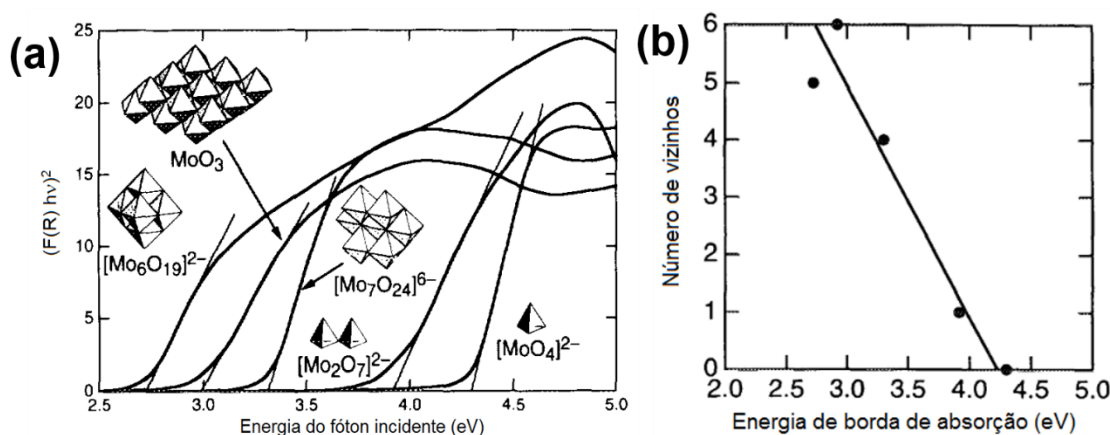 (a)
25
20
15
10
5
0
(F(R) hν)²
MoO₃
[Mo₆O₁₉]²⁻
[Mo₇O₂₄]⁶⁻
[Mo₂O₇]²⁻
[MoO₄]²⁻
2.5 3.0 3.5 4.0 4.5 5.0
Energia do fóton incidente (eV)
(b)
6
5
4
3
2
1
0
Número de vizinhos
2.0 2.5 3.0 3.5 4.0 4.5 5.0
Energia de borda de absorção (eV)